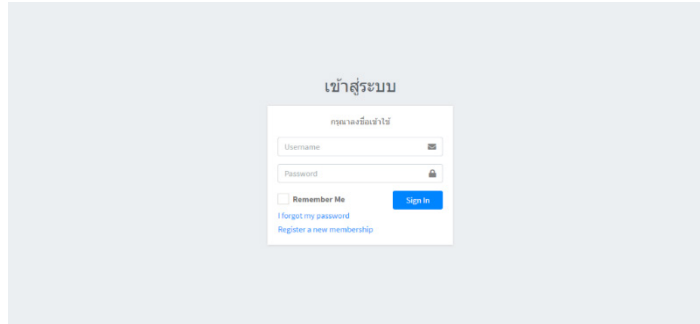 เข้าสู่ระบบ
กรุณาลงชื่อเข้าใช้
Username
Password
Remember Me
Sign In
I forgot my password
Register a new membership